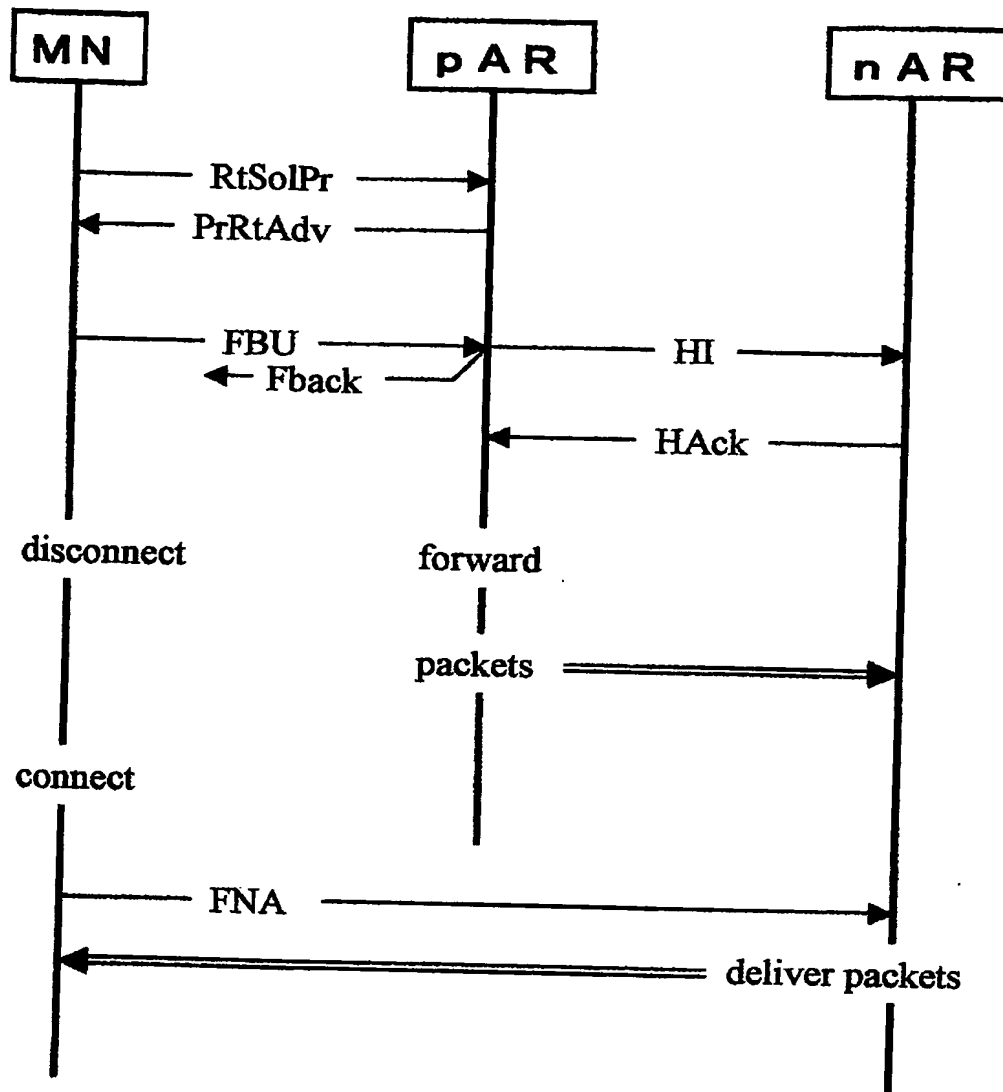 MN
pAR
nAR
RtSolPr
PrRtAdv
FBU
HI
Fback
HAck
disconnect
forward
packets
connect
FNA
deliver packets